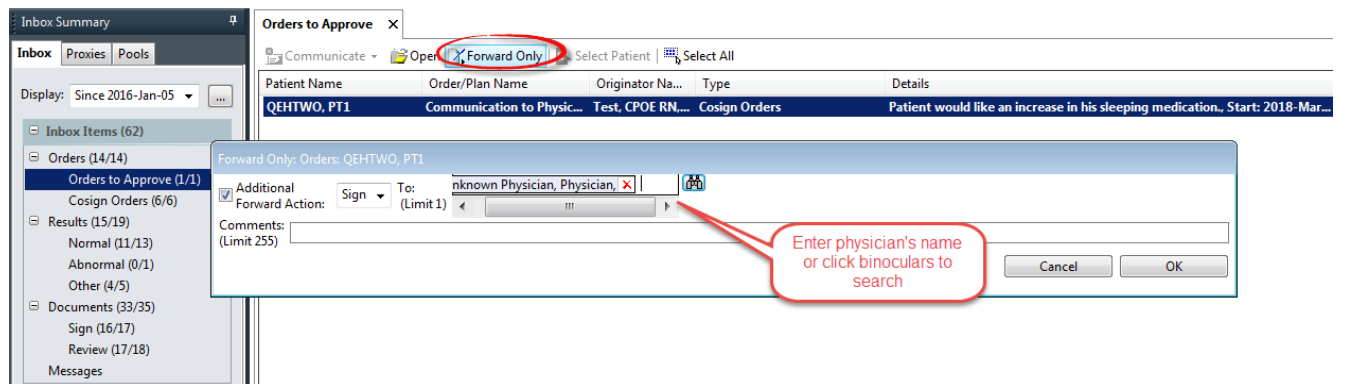 Inbox Summary
Inbox Proxies Pools
Display: Since 2016-Jan-05 ...
Inbox Items (62)
Orders (14/14)
Orders to Approve (1/1)
Cosign Orders (6/6)
Results (15/19)
Normal (11/13)
Abnormal (0/1)
Other (4/5)
Documents (33/35)
Sign (16/17)
Review (17/18)
Messages
Orders to Approve
Communicate Open Forward Only Select Patient Select All
Patient Name Order/Plan Name Originator Na... Type Details
QEHTWO, PT1 Communication to Physic... Test, CPOE RN,... Cosign Orders Patient would like an increase in his sleeping medication., Start: 2018-Mar...
Forward Only: Orders: QEHTWO, PT1
Additional
Forward Action:
Sign
To:
(Limit 1)
nknown Physician, Physician,
Comments:
(Limit 255)
Enter physician's name
or click binoculars to
search
Cancel OK